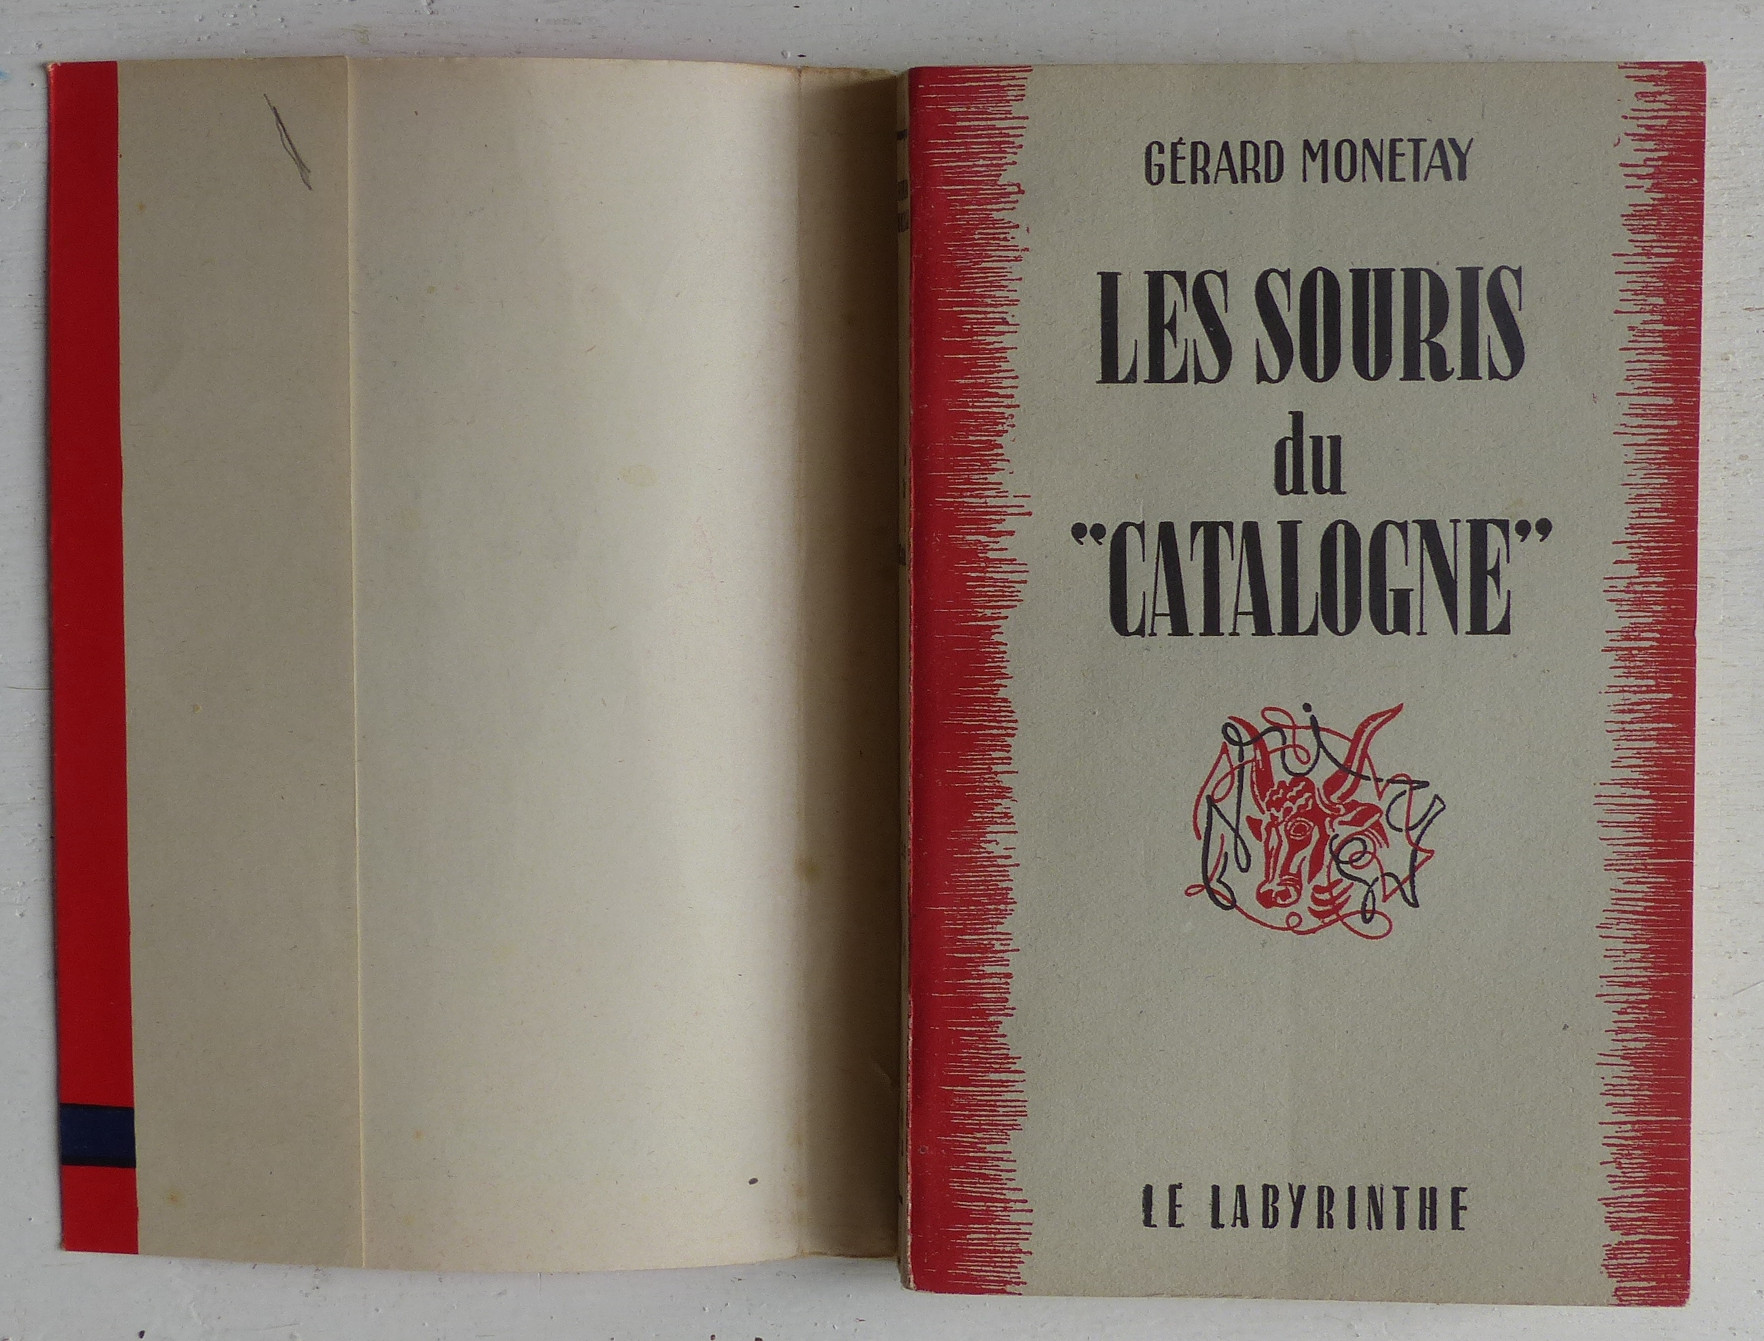 GÉRARD MONETAY
LES SOURIS
du
"CATALOGNE"
LE LABYRINTHE